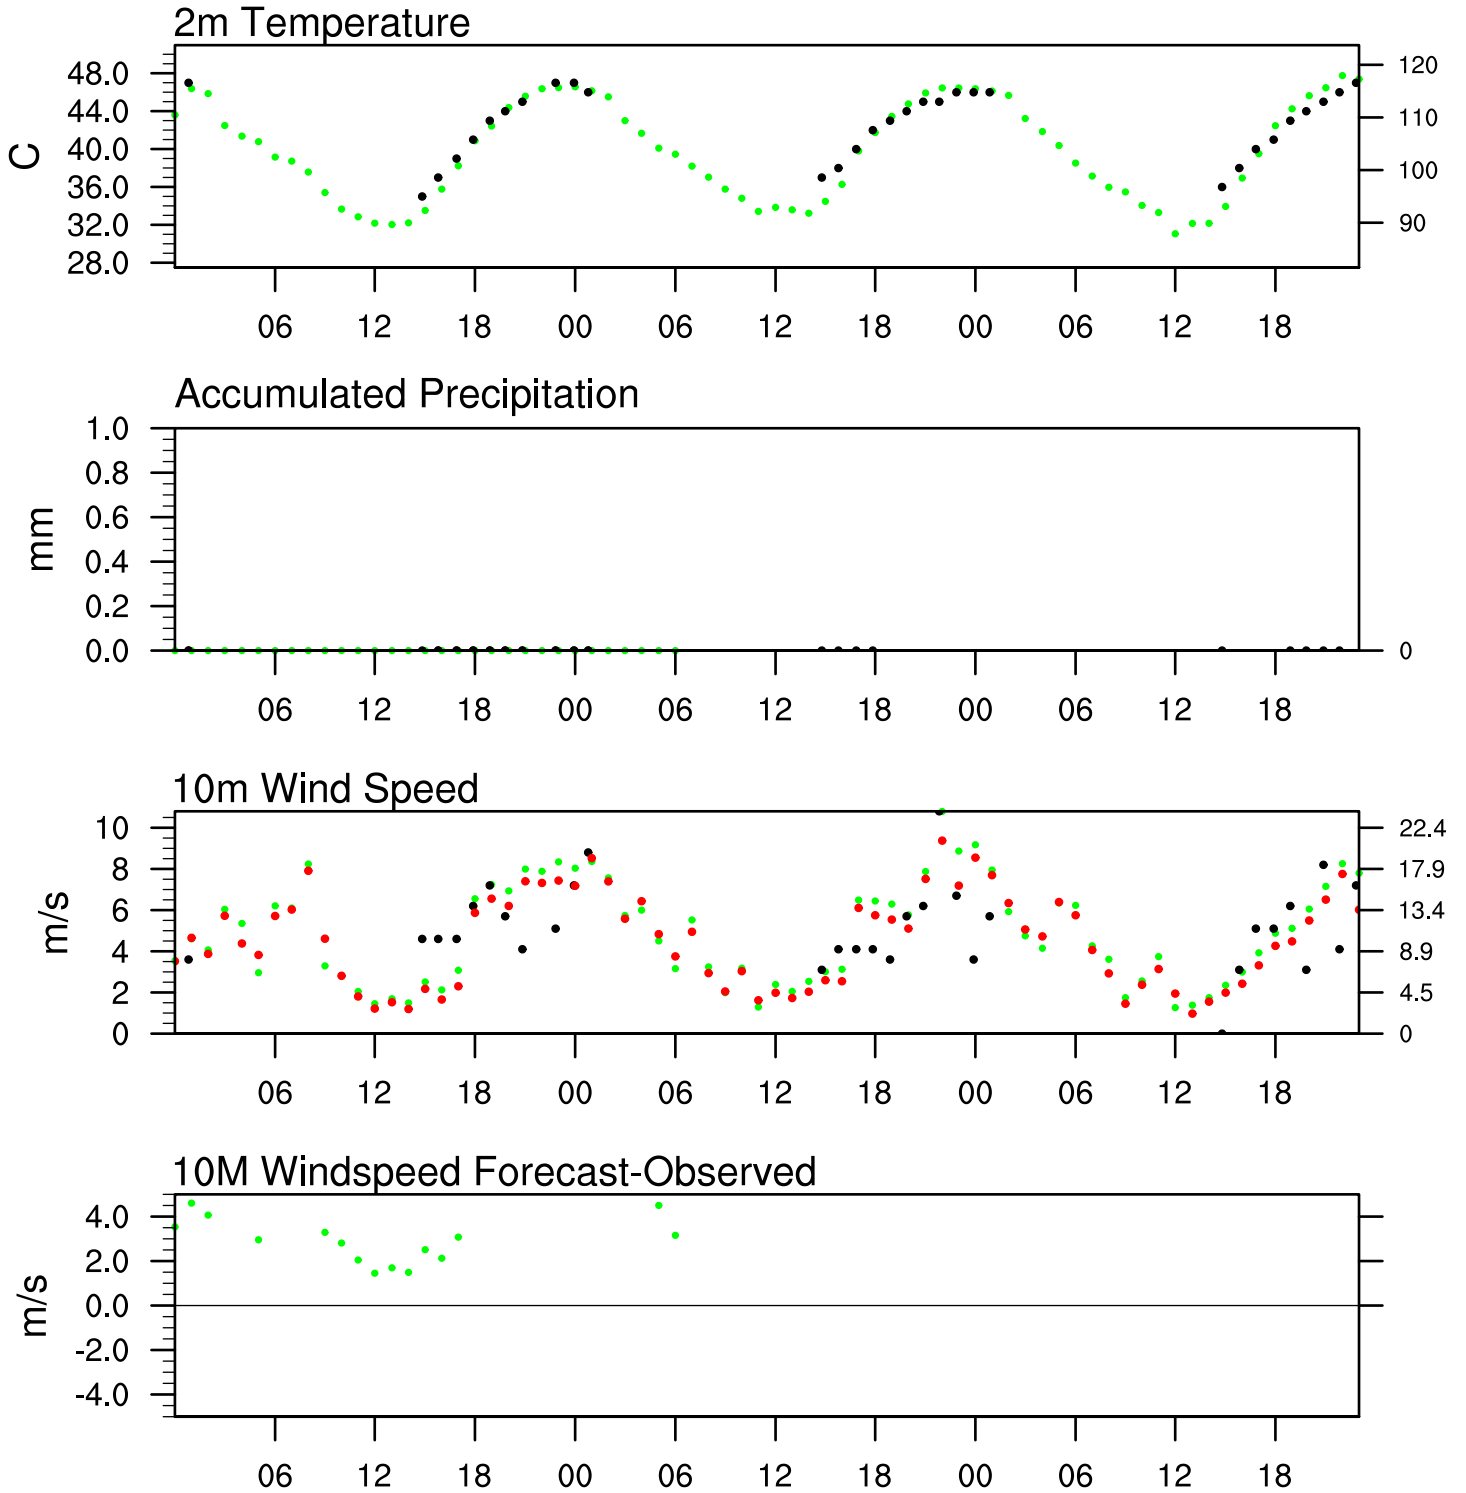 2m Temperature
48.0
44.0
40.0
36.0
32.0
28.0
C
120
110
100
90
06 12 18 00 06 12 18 00 06 12 18
Accumulated Precipitation
1.0
0.8
0.6
0.4
0.2
0.0
mm
0
06 12 18 00 06 12 18 00 06 12 18
10m Wind Speed
10
8
6
4
2
0
m/s
22.4
17.9
13.4
8.9
4.5
0
06 12 18 00 06 12 18 00 06 12 18
10M Windspeed Forecast-Observed
4.0
2.0
0.0
-2.0
-4.0
m/s
06 12 18 00 06 12 18 00 06 12 18